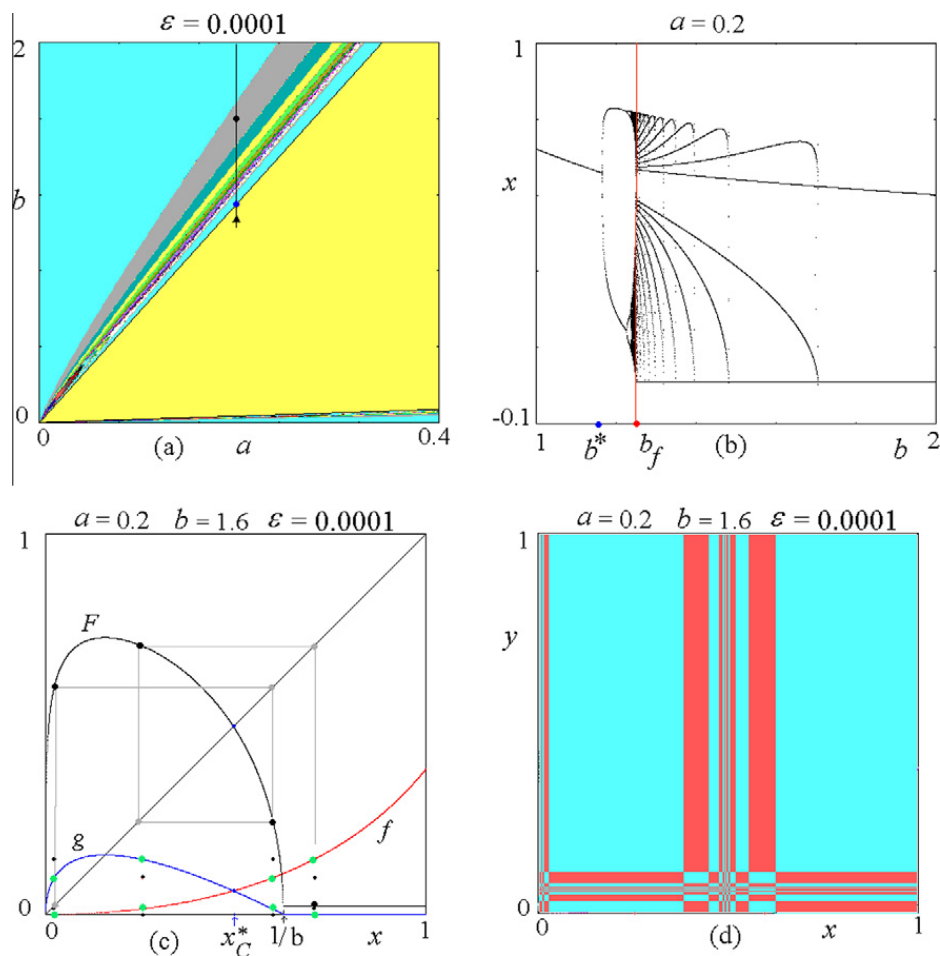 ε = 0.0001
2
b
0
0
(a)
a
0.4
a = 0.2
1
x
-0.1
1
b*
b_f
(b)
b
2
a = 0.2 b = 1.6 ε = 0.0001
1
F
g
f
0
0
(c)
x*_C
1/b
x
1
a = 0.2 b = 1.6 ε = 0.0001
1
y
0
0
(d)
x
1